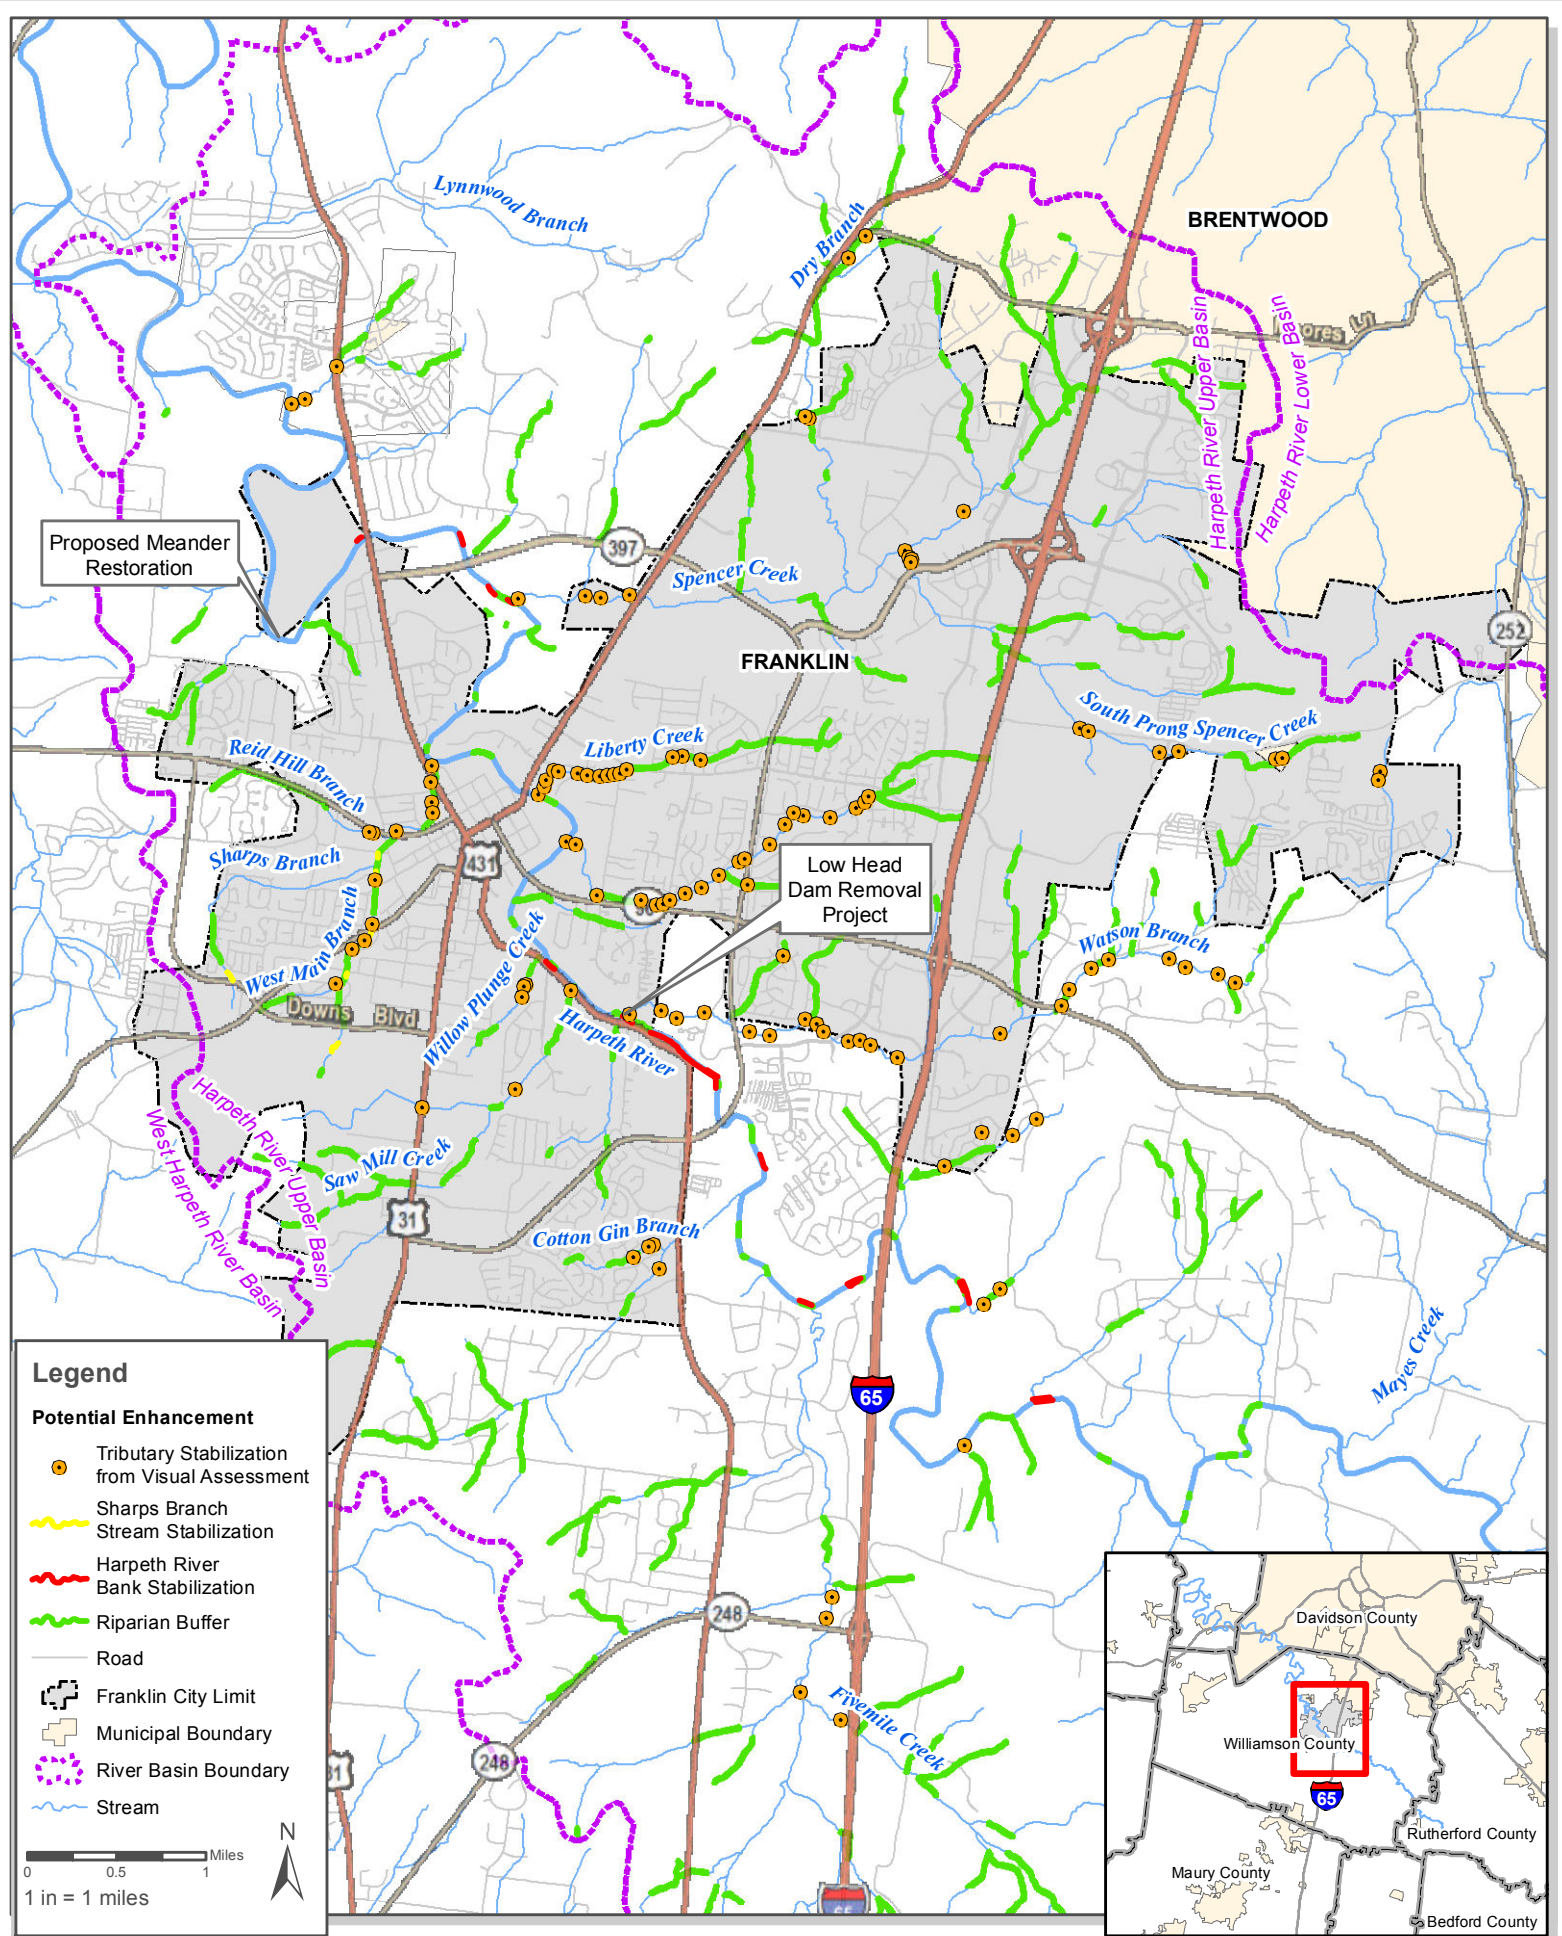 Lynnwood Branch
BRENTWOOD
Dry Branch
Harpeth River Upper Basin
Harpeth River Lower Basin
Proposed Meander
Restoration
397
Spencer Creek
252
FRANKLIN
South Prong Spencer Creek
Liberty Creek
Reid Hill Branch
Sharps Branch
431
Low Head
Dam Removal
Project
West Main Branch
Willow Plunge Creek
Watson Branch
Downs Blvd
Harpeth River
Harpeth River Upper Basin
West Harpeth River Basin
Saw Mill Creek
31
Cotton Gin Branch
Mayes Creek
65
248
Fivemile Creek
248
31
65
Legend
Potential Enhancement
Tributary Stabilization
from Visual Assessment
Sharps Branch
Stream Stabilization
Harpeth River
Bank Stabilization
Riparian Buffer
Road
Franklin City Limit
Municipal Boundary
River Basin Boundary
Stream
N
Miles
0 0.5 1
1 in = 1 miles
Davidson County
Williamson County
65
Rutherford County
Maury County
Bedford County